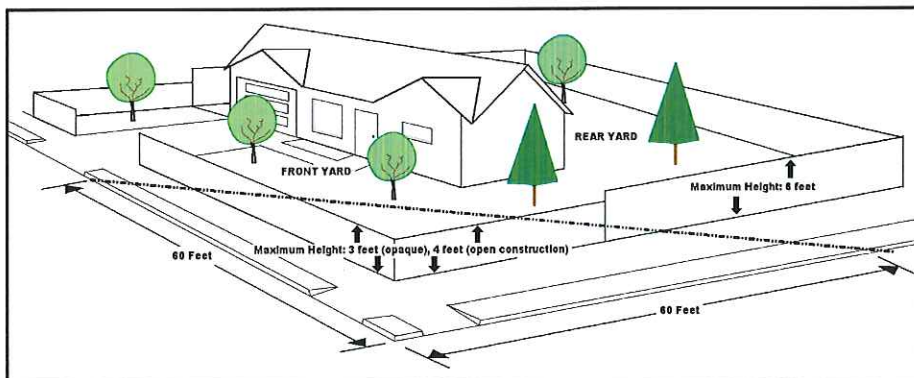 REAR YARD
FRONT YARD
Maximum Height: 6 feet
Maximum Height: 3 feet (opaque), 4 feet (open construction)
60 Feet
60 Feet